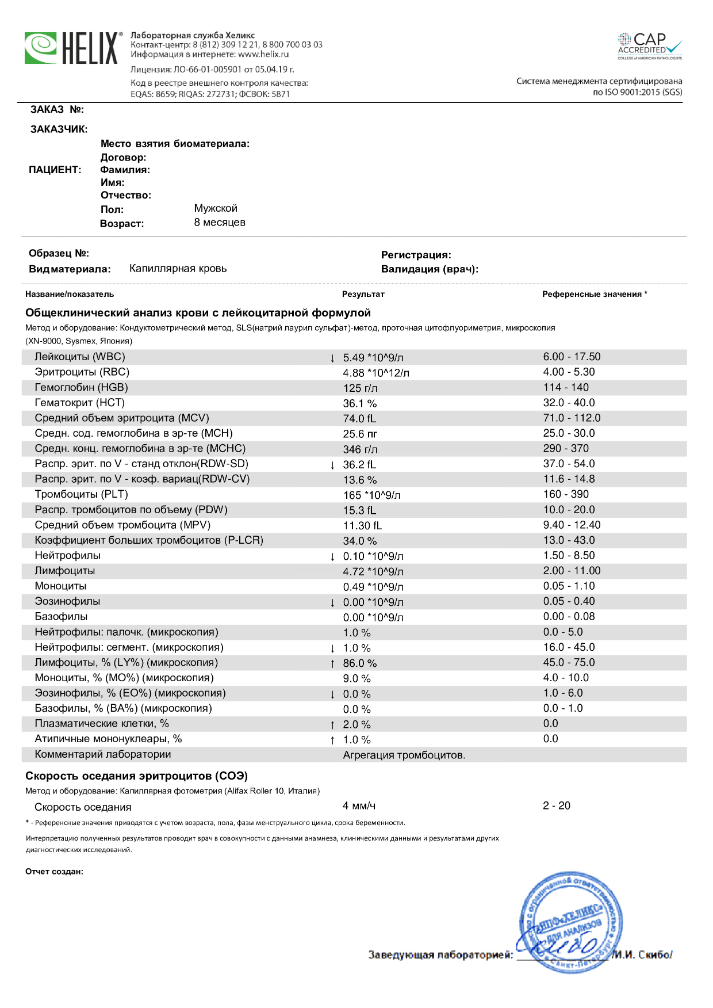 HELIX®
Лабораторная служба Хеликс
Контакт-центр: 8 (812) 309 12 21, 8 800 700 03 03
Информация в интернете: www.helix.ru
Лицензия: ЛО-66-01-005901 от 05.04.19 г.
Код в реестре внешнего контроля качества:
EQAS: 8659; RIQAS: 272731; ФСВОК: 5871
CAP
ACCREDITED
COLLEGE of AMERICAN PATHOLOGISTS
Система менеджмента сертифицирована
по ISO 9001:2015 (SGS)
ЗАКАЗ №:
ЗАКАЗЧИК:
Место взятия биоматериала:
Договор:
ПАЦИЕНТ: Фамилия:
Имя:
Отчество:
Пол: Мужской
Возраст: 8 месяцев
Образец №: Регистрация:
Вид материала: Капиллярная кровь Валидация (врач):
Название/показатель Результат Референсные значения *
Общеклинический анализ крови с лейкоцитарной формулой
Метод и оборудование: Кондуктометрический метод, SLS(натрий лаурил сульфат)-метод, проточная цитофлуориметрия, микроскопия
(XN-9000, Sysmex, Япония)
Лейкоциты (WBC) ↓ 5.49 *10^9/л 6.00 - 17.50
Эритроциты (RBC) 4.88 *10^12/л 4.00 - 5.30
Гемоглобин (HGB) 125 г/л 114 - 140
Гематокрит (HCT) 36.1 % 32.0 - 40.0
Средний объем эритроцита (MCV) 74.0 fL 71.0 - 112.0
Средн. сод. гемоглобина в эр-те (MCH) 25.6 пг 25.0 - 30.0
Средн. конц. гемоглобина в эр-те (MCHC) 346 г/л 290 - 370
Распр. эрит. по V - станд отклон(RDW-SD) ↓ 36.2 fL 37.0 - 54.0
Распр. эрит. по V - коэф. вариац(RDW-CV) 13.6 % 11.6 - 14.8
Тромбоциты (PLT) 165 *10^9/л 160 - 390
Распр. тромбоцитов по объему (PDW) 15.3 fL 10.0 - 20.0
Средний объем тромбоцита (MPV) 11.30 fL 9.40 - 12.40
Коэффициент больших тромбоцитов (P-LCR) 34.0 % 13.0 - 43.0
Нейтрофилы ↓ 0.10 *10^9/л 1.50 - 8.50
Лимфоциты 4.72 *10^9/л 2.00 - 11.00
Моноциты 0.49 *10^9/л 0.05 - 1.10
Эозинофилы ↓ 0.00 *10^9/л 0.05 - 0.40
Базофилы 0.00 *10^9/л 0.00 - 0.08
Нейтрофилы: палочк. (микроскопия) 1.0 % 0.0 - 5.0
Нейтрофилы: сегмент. (микроскопия) ↓ 1.0 % 16.0 - 45.0
Лимфоциты, % (LY%) (микроскопия) ↑ 86.0 % 45.0 - 75.0
Моноциты, % (MO%) (микроскопия) 9.0 % 4.0 - 10.0
Эозинофилы, % (EO%) (микроскопия) ↓ 0.0 % 1.0 - 6.0
Базофилы, % (BA%) (микроскопия) 0.0 % 0.0 - 1.0
Плазматические клетки, % ↑ 2.0 % 0.0
Атипичные мононуклеары, % ↑ 1.0 % 0.0
Комментарий лаборатории Агрегация тромбоцитов.
Скорость оседания эритроцитов (СОЭ)
Метод и оборудование: Капиллярная фотометрия (Alifax Roller 10, Италия)
Скорость оседания 4 мм/ч 2 - 20
* - Референсные значения приводятся с учетом возраста, пола, фазы менструального цикла, срока беременности.
Интерпретацию полученных результатов проводит врач в совокупности с данными анамнеза, клиническими данными и результатами других
диагностических исследований.
Отчет создан:
«НПФ «ХЕЛИКС»
ДЛЯ АНАЛИЗОВ
Санкт-Петербург
Заведующая лабораторией: /И.И. Скибо/